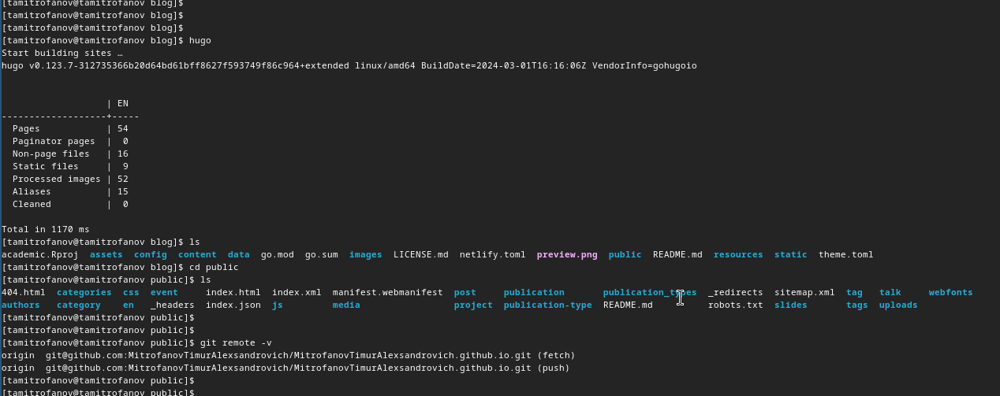 [tamitrofanov@tamitrofanov blog]$
[tamitrofanov@tamitrofanov blog]$
[tamitrofanov@tamitrofanov blog]$
[tamitrofanov@tamitrofanov blog]$ hugo
Start building sites …
hugo v0.123.7-312735366b20d64bd61bff8627f593749f86c964+extended linux/amd64 BuildDate=2024-03-01T16:16:06Z VendorInfo=gohugoio
                   | EN
-------------------+-----
  Pages            | 54
  Paginator pages  |  0
  Non-page files   | 16
  Static files     |  9
  Processed images | 52
  Aliases          | 15
  Cleaned          |  0
Total in 1170 ms
[tamitrofanov@tamitrofanov blog]$ ls
academic.Rproj  assets  config  content  data  go.mod  go.sum  images  LICENSE.md  netlify.toml  preview.png  public  README.md  resources  static  theme.toml
[tamitrofanov@tamitrofanov blog]$ cd public
[tamitrofanov@tamitrofanov public]$ ls
404.html  categories  css  event     index.html  index.xml  manifest.webmanifest  post     publication       publication_types  _redirects  sitemap.xml  tag   talk     webfonts
authors   category    en   _headers  index.json  js         media                 project  publication-type  README.md          robots.txt  slides       tags  uploads
[tamitrofanov@tamitrofanov public]$
[tamitrofanov@tamitrofanov public]$
[tamitrofanov@tamitrofanov public]$ git remote -v
origin  git@github.com:MitrofanovTimurAlexsandrovich/MitrofanovTimurAlexsandrovich.github.io.git (fetch)
origin  git@github.com:MitrofanovTimurAlexsandrovich/MitrofanovTimurAlexsandrovich.github.io.git (push)
[tamitrofanov@tamitrofanov public]$
[tamitrofanov@tamitrofanov public]$